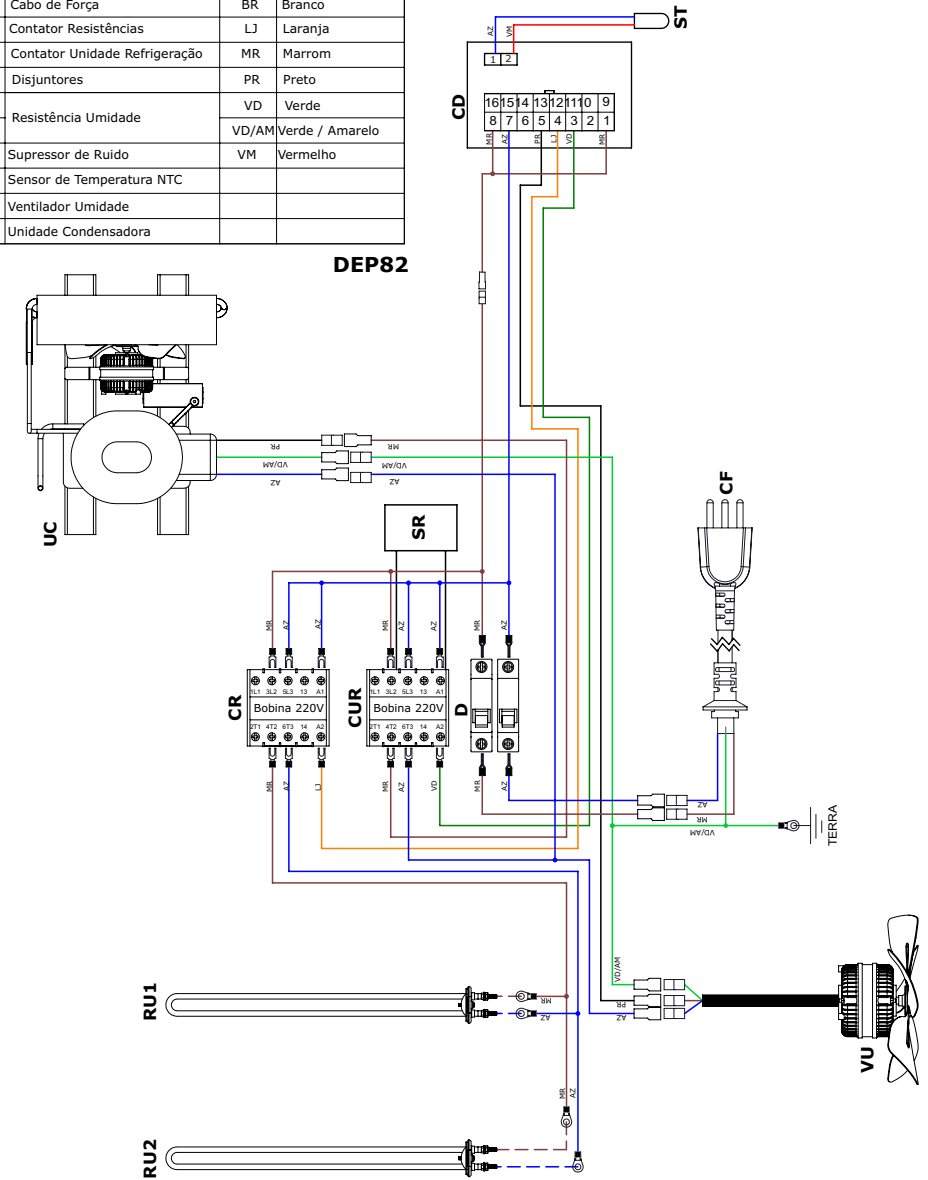 Cabo de Força BR Branco
Contator Resistências LJ Laranja
Contator Unidade Refrigeração MR Marrom
Disjuntores PR Preto
Resistência Umidade VD Verde
VD/AM Verde / Amarelo
Supressor de Ruido VM Vermelho
Sensor de Temperatura NTC
Ventilador Umidade
Unidade Condensadora
DEP82
ST
AZ VM
1 2
CD
16 15 14 13 12 11 10 9
8 7 6 5 4 3 2 1
MR AZ PR LJ VD MR
UC
PR MR
VD/AM VD/AM
AZ AZ
SR
CF
MR AZ AZ MR AZ AZ MR AZ
CR
1L1 3L2 5L3 13 A1
Bobina 220V
2T1 4T2 6T3 14 A2
CUR
1L1 3L2 5L3 13 A1
Bobina 220V
2T1 4T2 6T3 14 A2
D
MR AZ LJ MR AZ VD MR AZ
AZ
MR
VD/AM
TERRA
RU1
MR
AZ
VD/AM
PR
AZ
VU
MR AZ
RU2